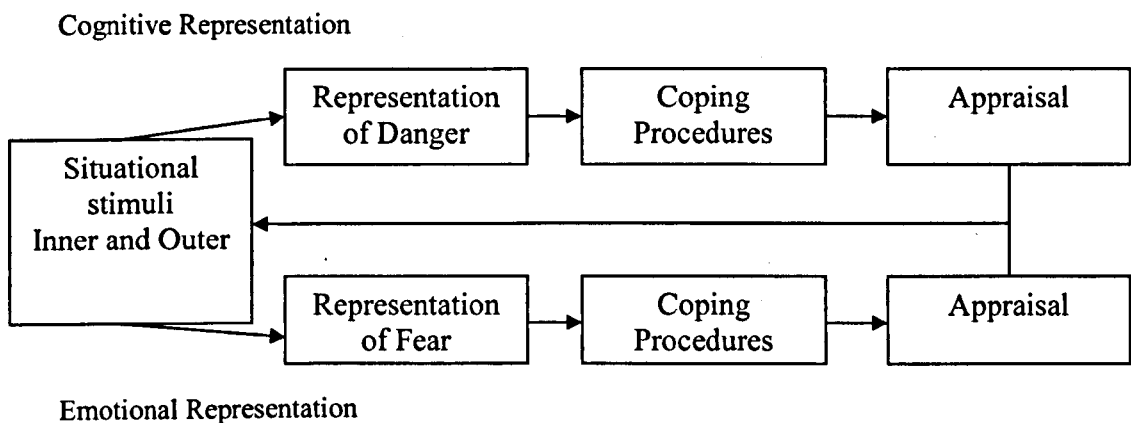 Cognitive Representation
Representation
of Danger
Coping
Procedures
Appraisal
Situational
stimuli
Inner and Outer
Representation
of Fear
Coping
Procedures
Appraisal
Emotional Representation